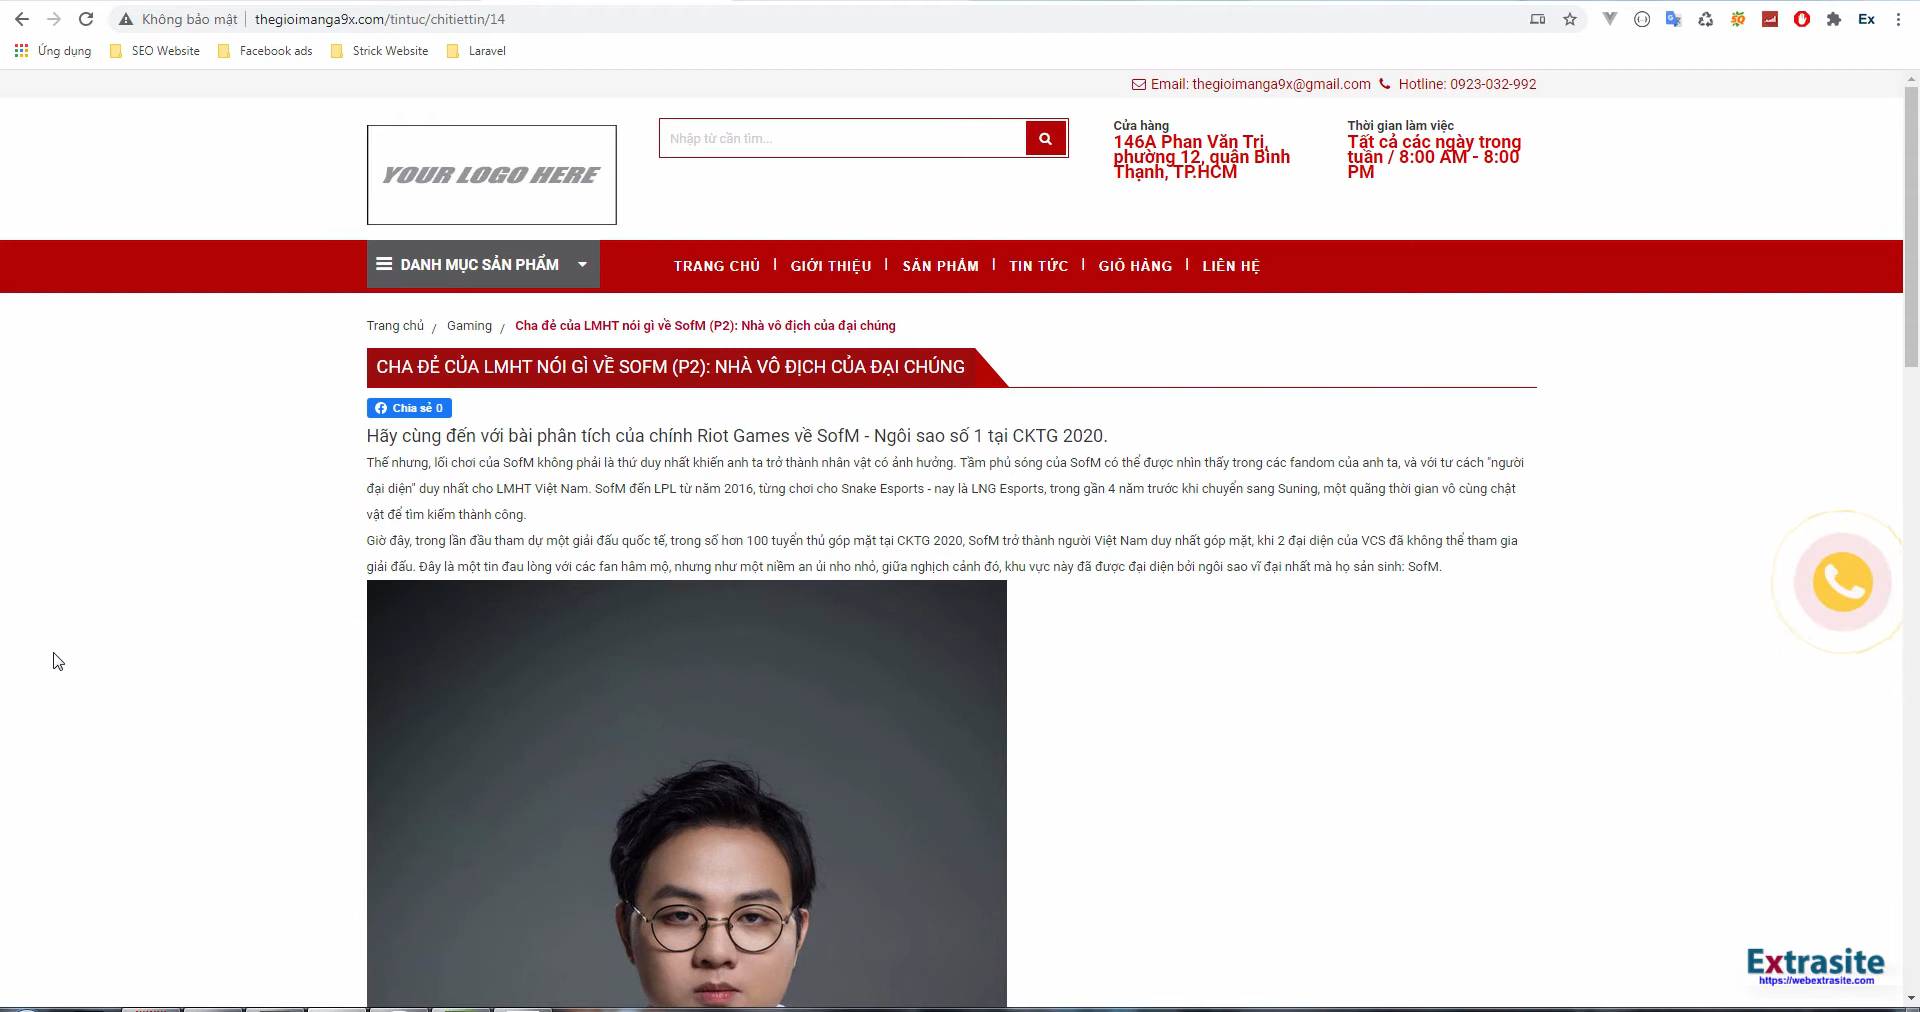 Không bảo mật | thegioimanga9x.com/tintuc/chitiettin/14
Ex
Ứng dụng SEO Website Facebook ads Strick Website Laravel
Email: thegioimanga9x@gmail.com Hotline: 0923-032-992
YOUR LOGO HERE
Nhập từ cần tìm...
Cửa hàng
146A Phan Văn Trị,
phường 12, quận Bình
Thạnh, TP.HCM
Thời gian làm việc
Tất cả các ngày trong
tuần / 8:00 AM - 8:00
PM
DANH MỤC SẢN PHẨM
TRANG CHỦ | GIỚI THIỆU | SẢN PHẨM | TIN TỨC | GIỎ HÀNG | LIÊN HỆ
Trang chủ / Gaming / Cha đẻ của LMHT nói gì về SofM (P2): Nhà vô địch của đại chúng
CHA ĐẺ CỦA LMHT NÓI GÌ VỀ SOFM (P2): NHÀ VÔ ĐỊCH CỦA ĐẠI CHÚNG
Chia sẻ 0
Hãy cùng đến với bài phân tích của chính Riot Games về SofM - Ngôi sao số 1 tại CKTG 2020.
Thế nhưng, lối chơi của SofM không phải là thứ duy nhất khiến anh ta trở thành nhân vật có ảnh hưởng. Tầm phủ sóng của SofM có thể được nhìn thấy trong các fandom của anh ta, và với tư cách "người
đại diện" duy nhất cho LMHT Việt Nam. SofM đến LPL từ năm 2016, từng chơi cho Snake Esports - nay là LNG Esports, trong gần 4 năm trước khi chuyển sang Suning, một quãng thời gian vô cùng chật
vật để tìm kiếm thành công.
Giờ đây, trong lần đầu tham dự một giải đấu quốc tế, trong số hơn 100 tuyển thủ góp mặt tại CKTG 2020, SofM trở thành người Việt Nam duy nhất góp mặt, khi 2 đại diện của VCS đã không thể tham gia
giải đấu. Đây là một tin đau lòng với các fan hâm mộ, nhưng như một niềm an ủi nho nhỏ, giữa nghịch cảnh đó, khu vực này đã được đại diện bởi ngôi sao vĩ đại nhất mà họ sản sinh: SofM.
Extrasite
https://webextrasite.com